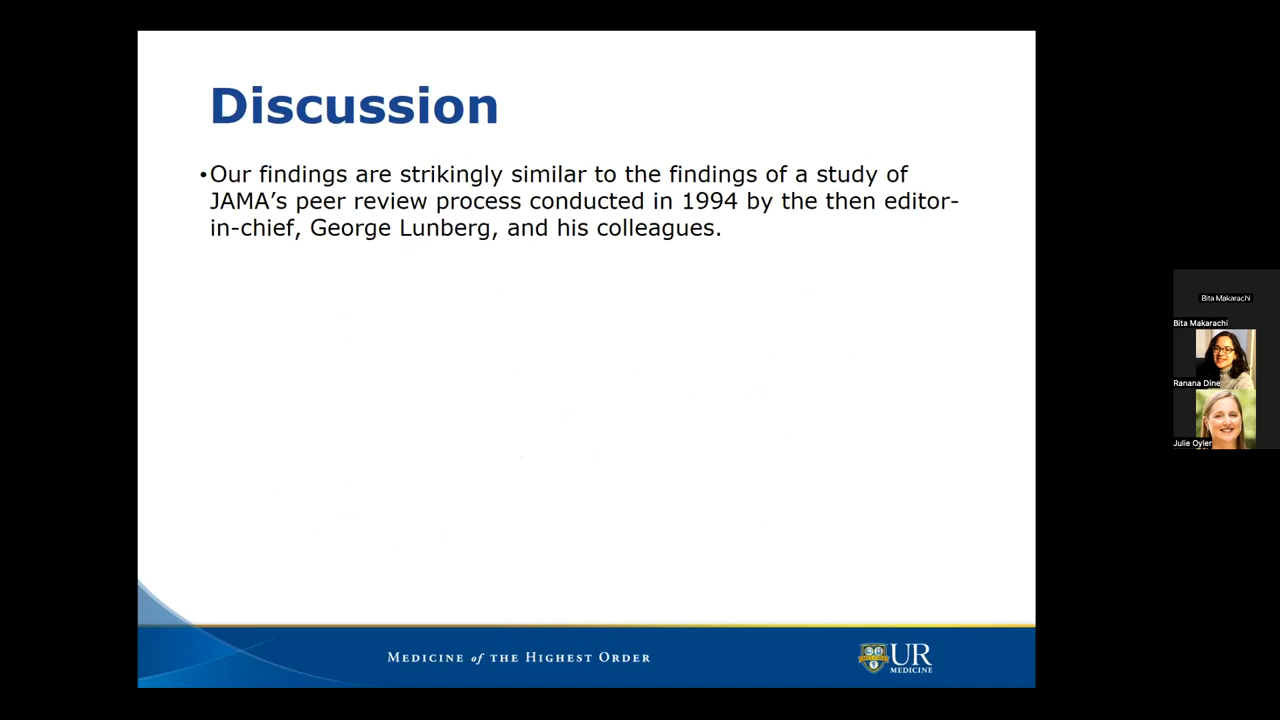 Discussion
•Our findings are strikingly similar to the findings of a study of
JAMA’s peer review process conducted in 1994 by the then editor-
in-chief, George Lunberg, and his colleagues.
Bita Makarachi
Bita Makarachi
Ranana Dine
Julie Oyler
MEDICINE of THE HIGHEST ORDER
UR
MEDICINE